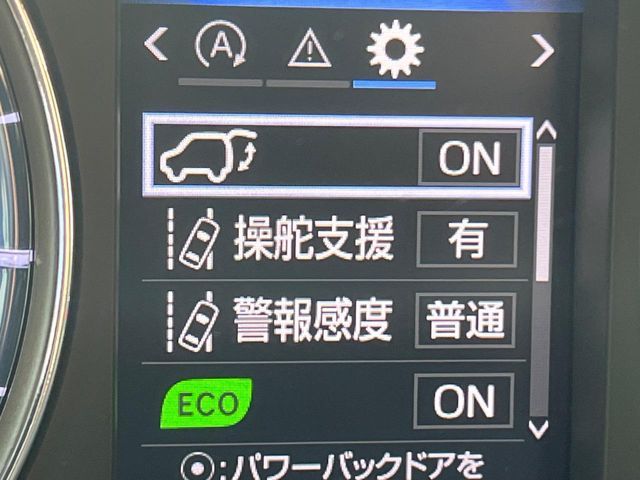 A
ON
操舵支援 有
警報感度 普通
ECO ON
⦿:パワーバックドアを